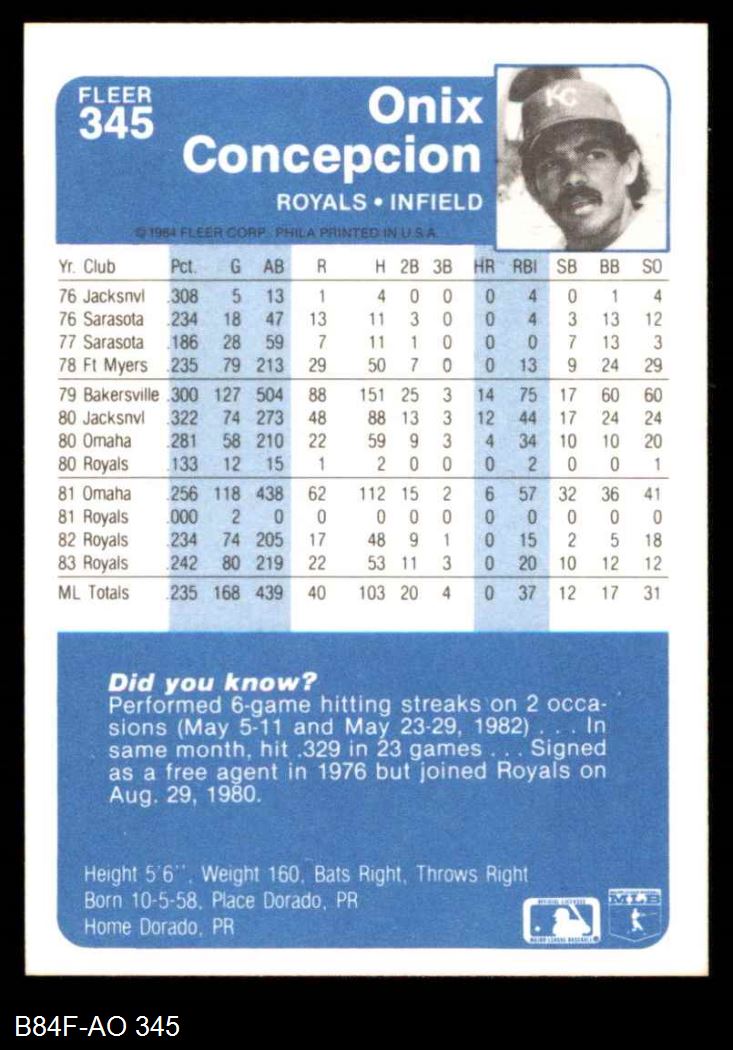 FLEER
345
Onix
Concepcion
ROYALS • INFIELD
© 1984 FLEER CORP. PHILA PRINTED IN U.S.A.
KC
Yr. Club Pct. G AB R H 2B 3B HR RBI SB BB SO
76 Jacksnvl .308 5 13 1 4 0 0 0 4 0 1 4
76 Sarasota .234 18 47 13 11 3 0 0 4 3 13 12
77 Sarasota .186 28 59 7 11 1 0 0 0 7 13 3
78 Ft Myers .235 79 213 29 50 7 0 0 13 9 24 29
79 Bakersville .300 127 504 88 151 25 3 14 75 17 60 60
80 Jacksnvl .322 74 273 48 88 13 3 12 44 17 24 24
80 Omaha .281 58 210 22 59 9 3 4 34 10 10 20
80 Royals .133 12 15 1 2 0 0 0 2 0 0 1
81 Omaha .256 118 438 62 112 15 2 6 57 32 36 41
81 Royals .000 2 0 0 0 0 0 0 0 0 0 0
82 Royals .234 74 205 17 48 9 1 0 15 2 5 18
83 Royals .242 80 219 22 53 11 3 0 20 10 12 12
ML Totals .235 168 439 40 103 20 4 0 37 12 17 31
Did you know?
Performed 6-game hitting streaks on 2 occa-
sions (May 5-11 and May 23-29, 1982) . . . In
same month, hit .329 in 23 games . . . Signed
as a free agent in 1976 but joined Royals on
Aug. 29, 1980.
Height 5'6", Weight 160, Bats Right, Throws Right
Born 10-5-58, Place Dorado, PR
Home Dorado, PR
MLB
B84F-AO 345